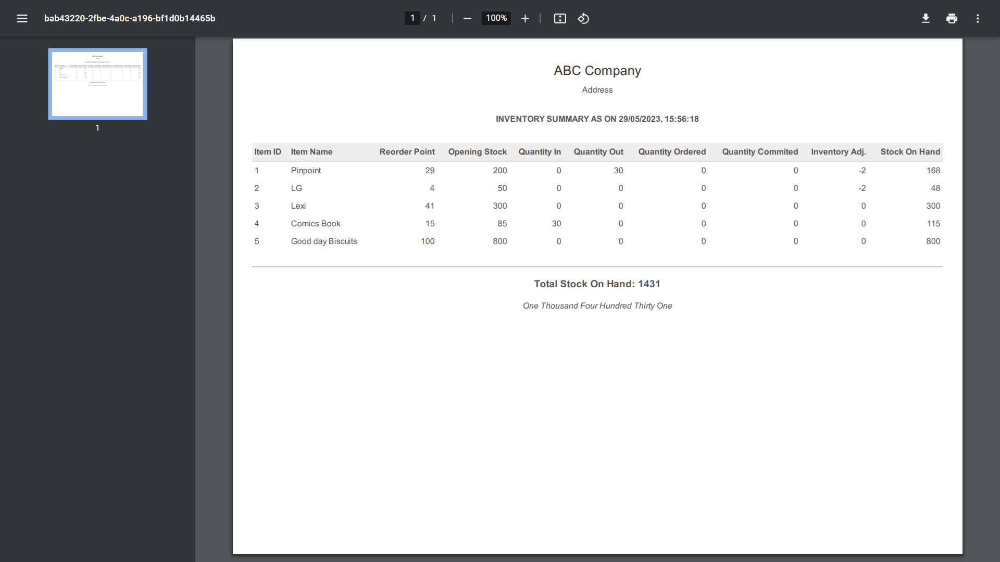 bab43220-2fbe-4a0c-a196-bf1d0b14465b
1 / 1
100%
1
ABC Company
Address
INVENTORY SUMMARY AS ON 29/05/2023, 15:56:18
Item ID Item Name Reorder Point Opening Stock Quantity In Quantity Out Quantity Ordered Quantity Commited Inventory Adj. Stock On Hand
1 Pinpoint 29 200 0 30 0 0 -2 168
2 LG 4 50 0 0 0 0 -2 48
3 Lexi 41 300 0 0 0 0 0 300
4 Comics Book 15 85 30 0 0 0 0 115
5 Good day Biscuits 100 800 0 0 0 0 0 800
Total Stock On Hand: 1431
One Thousand Four Hundred Thirty One